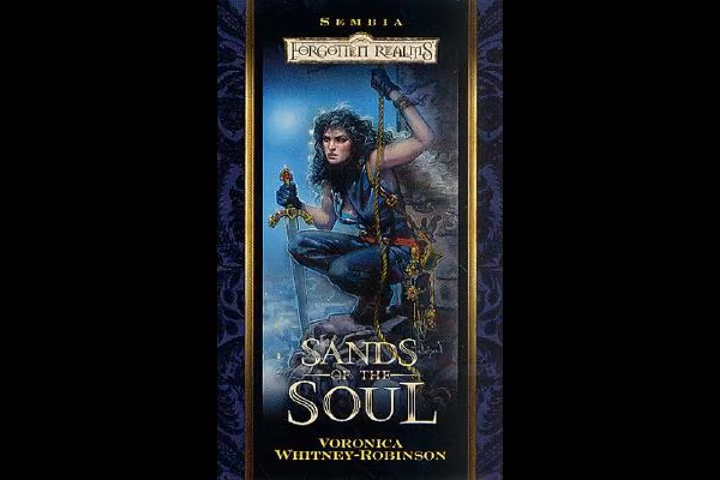 SEMBIA
FORGOTTEN REALMS
SANDS
OF THE
SOUL
VORONICA
WHITNEY-ROBINSON